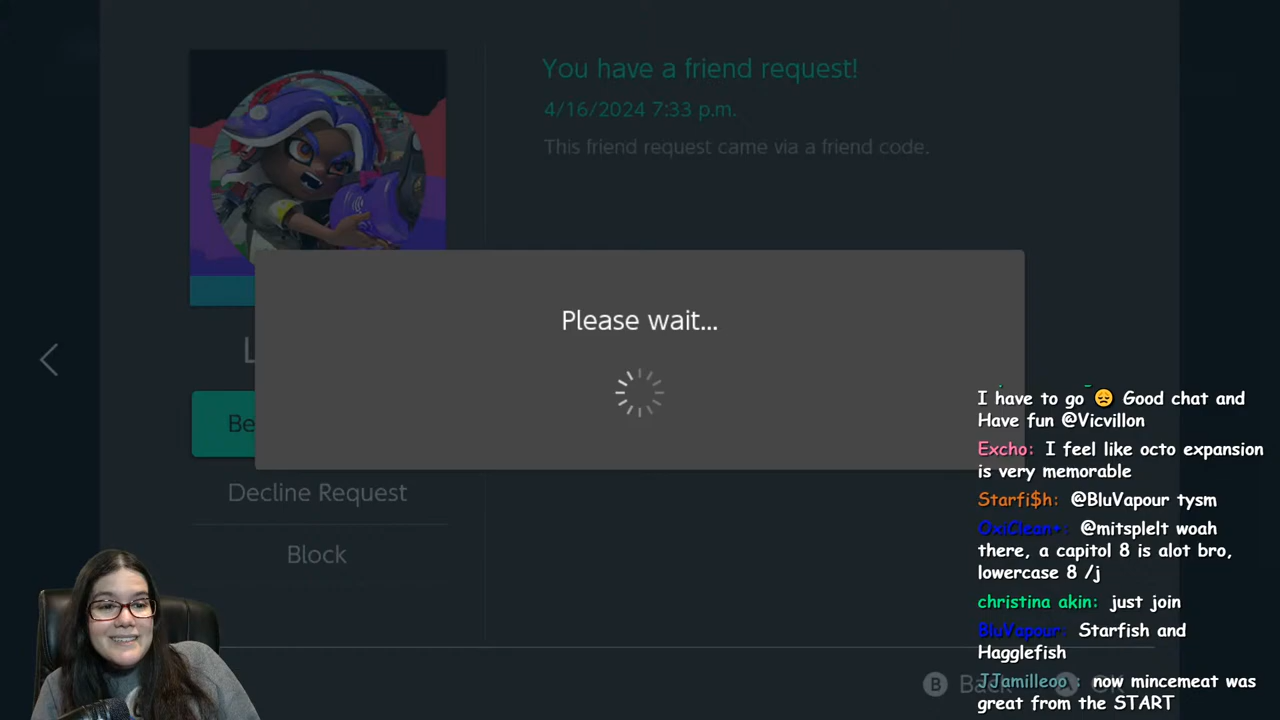 You have a friend request!
4/16/2024 7:33 p.m.
This friend request came via a friend code.
Please wait...
Decline Request
Block
Back
I have to go 😔 Good chat and
Have fun @Vicvillon
Excho: I feel like octo expansion
is very memorable
Starfi$h: @BluVapour tysm
OxiClean+: @mitsplelt woah
there, a capitol 8 is alot bro,
lowercase 8 /j
christina akin: just join
BluVapour: Starfish and
Hagglefish
JJamilleoo : now mincemeat was
great from the START